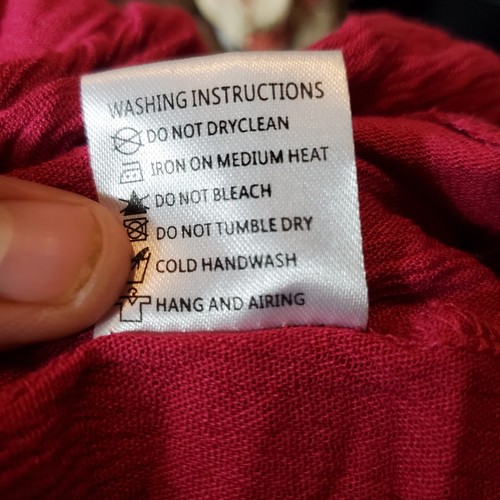 WASHING INSTRUCTIONS
DO NOT DRYCLEAN
IRON ON MEDIUM HEAT
DO NOT BLEACH
DO NOT TUMBLE DRY
COLD HANDWASH
HANG AND AIRING